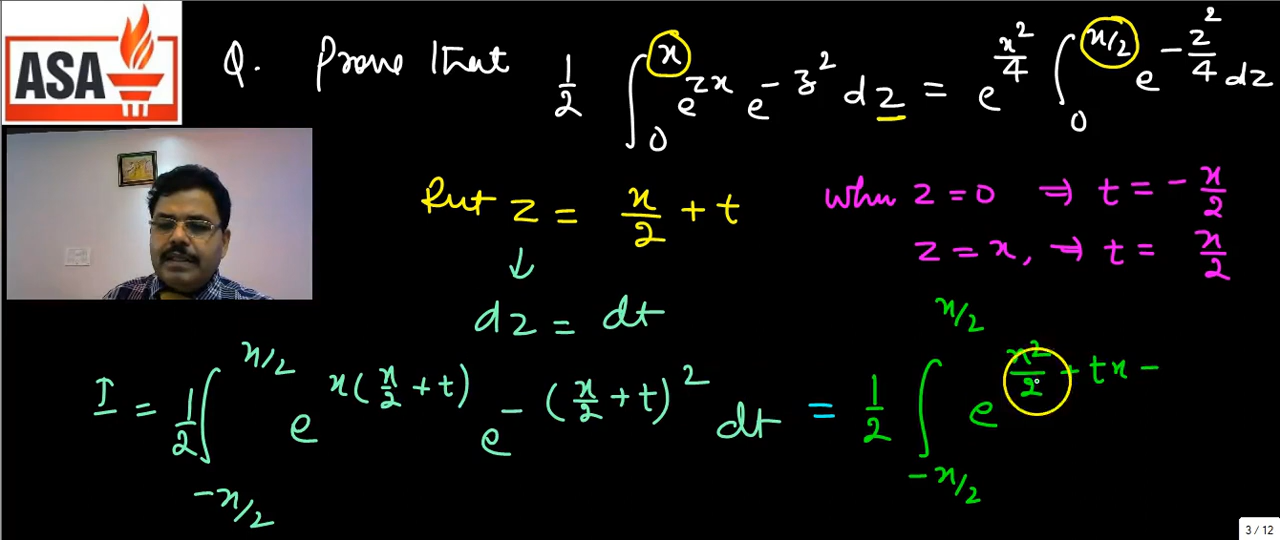 ASA
Q. Prove that 1/2 ∫₀ˣ e^{zx} e^{-z²} dz = e^{x²/4} ∫₀^{x/2} e^{-z²/4} dz
Put z = x/2 + t
When z = 0 ⇒ t = -x/2
z = x, ⇒ t = x/2
↓
dz = dt
I = 1/2 ∫_{-x/2}^{x/2} e^{x(x/2 + t)} e^{-(x/2 + t)²} dt = 1/2 ∫_{-x/2}^{x/2} e^{x²/2 + tx -}
3 / 12